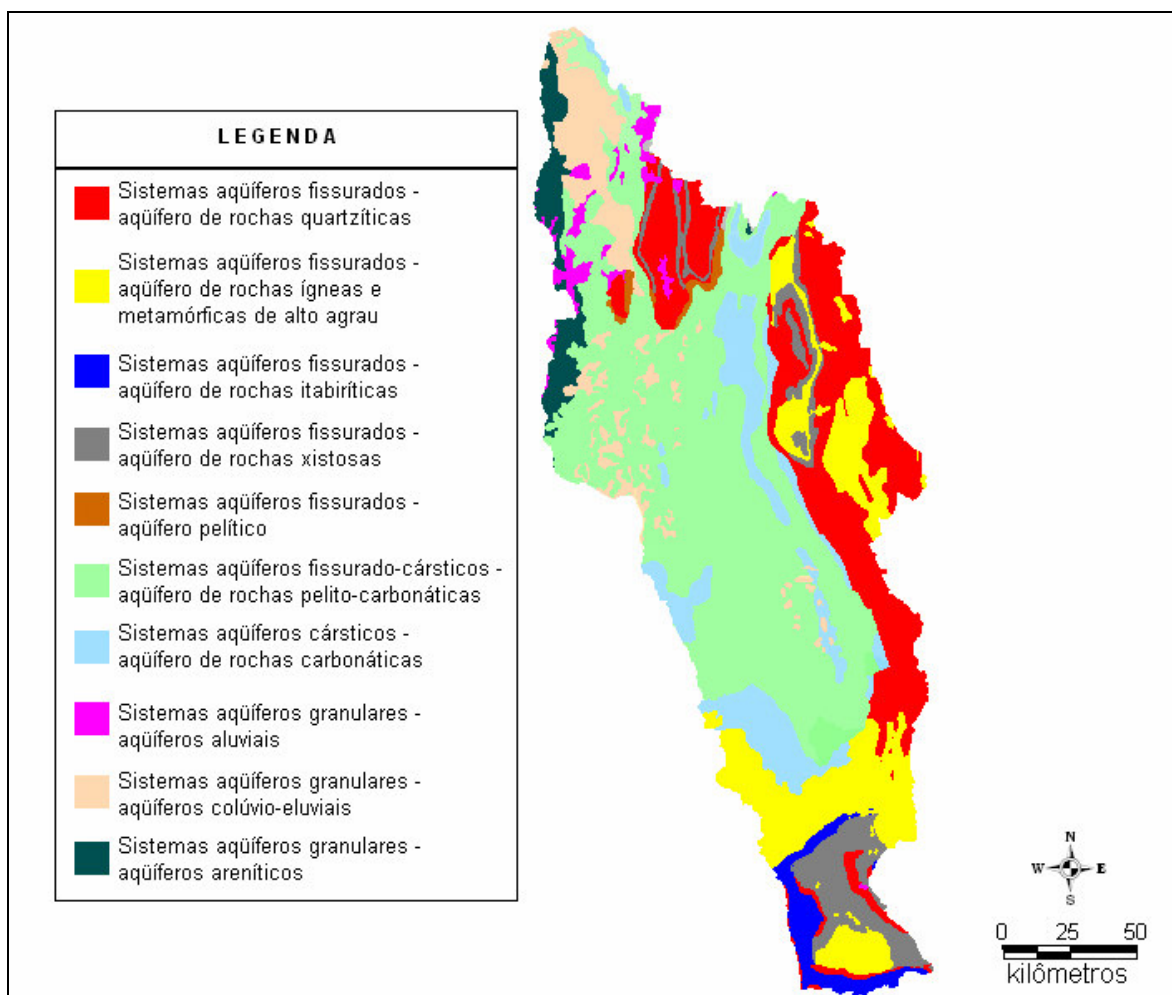 LEGENDA
Sistemas aqüíferos fissurados -
aqüífero de rochas quartzíticas
Sistemas aqüíferos fissurados -
aqüífero de rochas ígneas e
metamórficas de alto agrau
Sistemas aqüíferos fissurados -
aqüífero de rochas itabiríticas
Sistemas aqüíferos fissurados -
aqüífero de rochas xistosas
Sistemas aqüíferos fissurados -
aqüífero pelítico
Sistemas aqüíferos fissurado-cársticos -
aqüífero de rochas pelito-carbonáticas
Sistemas aqüíferos cársticos -
aqüífero de rochas carbonáticas
Sistemas aqüíferos granulares -
aqüíferos aluviais
Sistemas aqüíferos granulares -
aqüíferos colúvio-eluviais
Sistemas aqüíferos granulares -
aqüíferos areníticos
N
W E
S
0 25 50
kilômetros